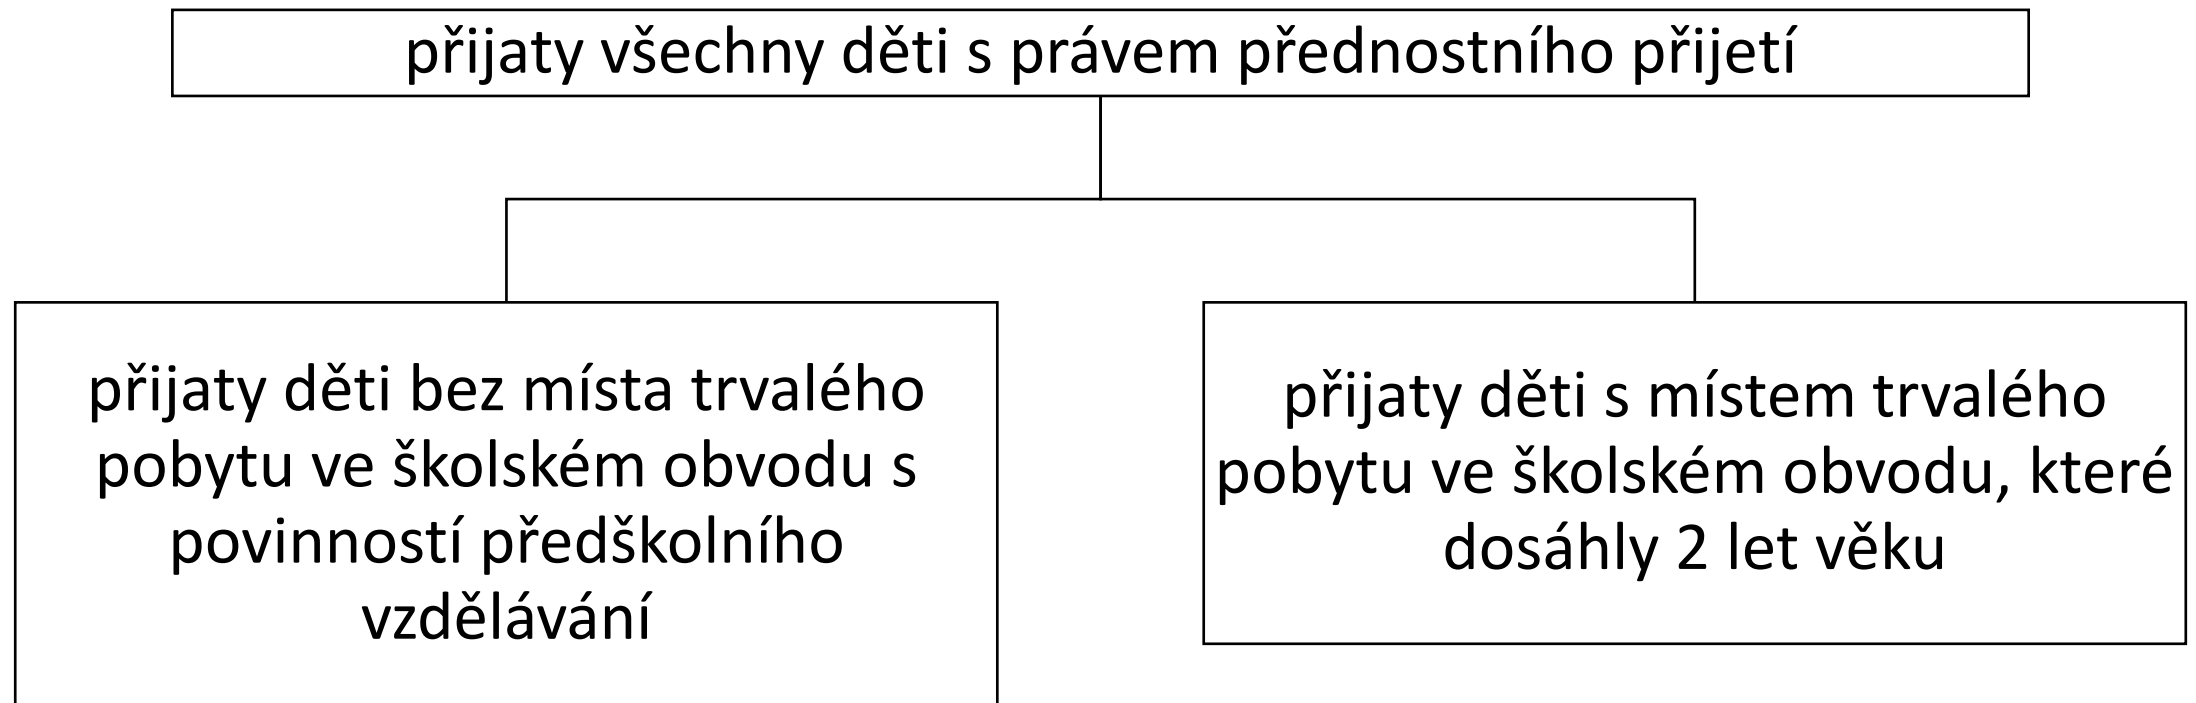 přijaty všechny děti s právem přednostního přijetí
přijaty děti bez místa trvalého
pobytu ve školském obvodu s
povinností předškolního
vzdělávání
přijaty děti s místem trvalého
pobytu ve školském obvodu, které
dosáhly 2 let věku